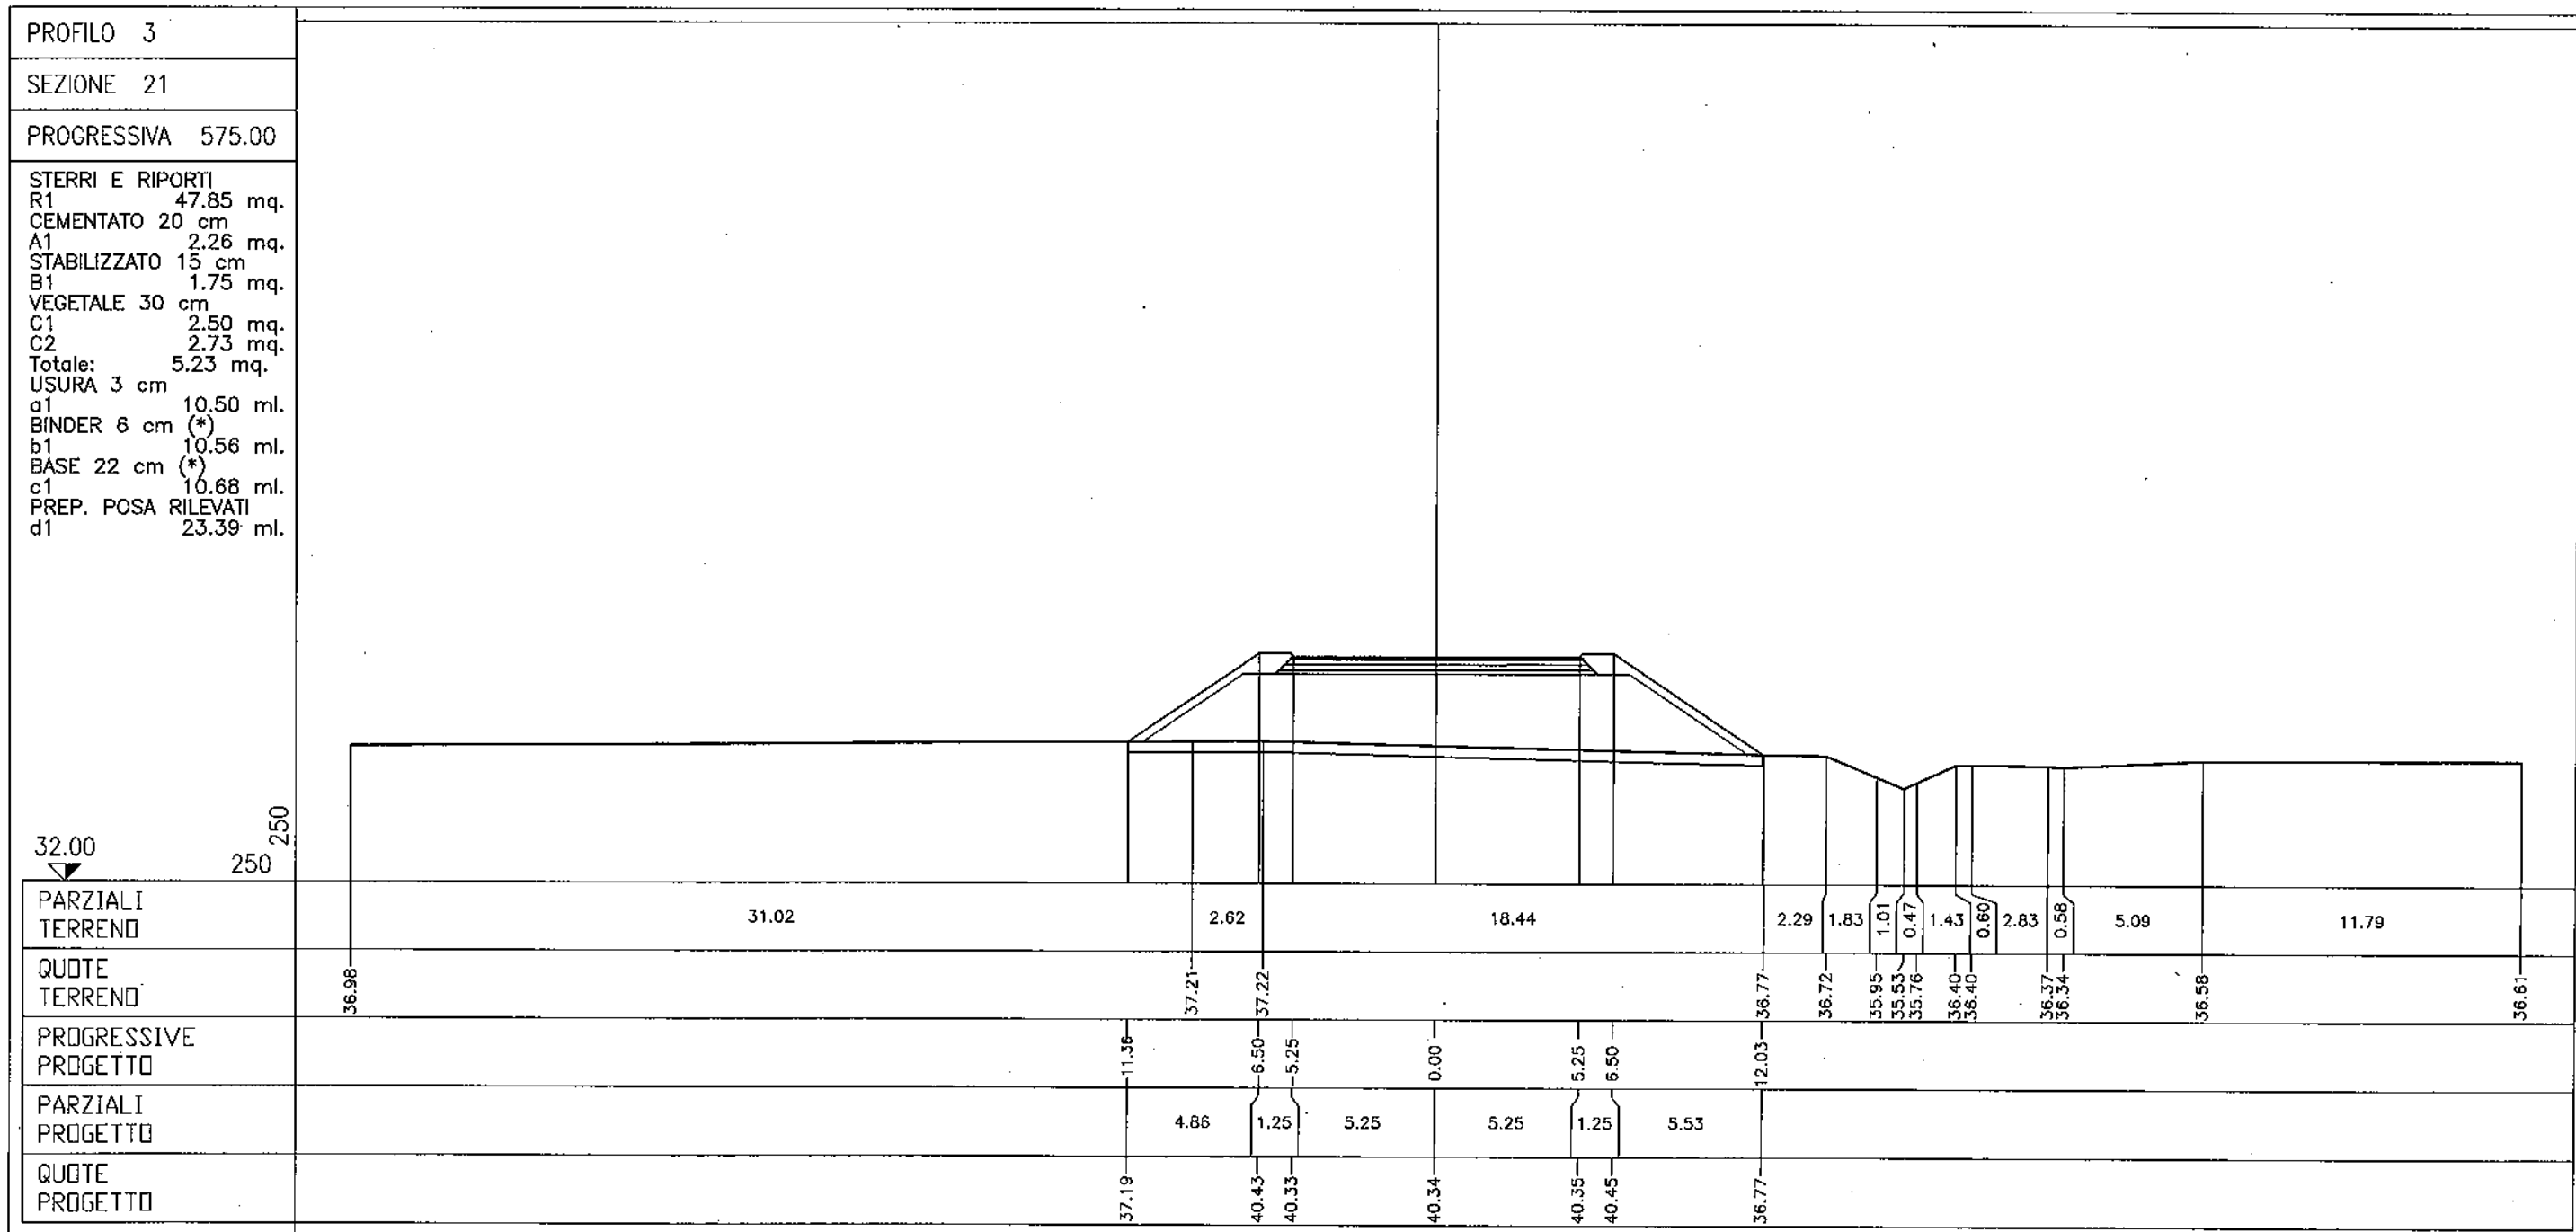 PROFILO 3
SEZIONE 21
PROGRESSIVA 575.00
STERRI E RIPORTI
R1 47.85 mq.
CEMENTATO 20 cm
A1 2.26 mq.
STABILIZZATO 15 cm
B1 1.75 mq.
VEGETALE 30 cm
C1 2.50 mq.
C2 2.73 mq.
Totale: 5.23 mq.
USURA 3 cm
a1 10.50 ml.
BINDER 6 cm (*)
b1 10.56 ml.
BASE 22 cm (*)
c1 10.68 ml.
PREP. POSA RILEVATI
d1 23.39 ml.
250
32.00 250
PARZIALI
TERRENO
31.02 2.62 18.44 2.29 1.83 1.01 0.47 1.43 0.60 2.83 0.58 5.09 11.79
QUOTE
TERRENO
36.98 37.21 37.22 36.77 36.72 35.95 35.53 35.76 36.40 36.40 36.37 36.34 36.58 36.61
PROGRESSIVE
PROGETTO
-11.36 -6.50 -5.25 0.00 5.25 6.50 12.03
PARZIALI
PROGETTO
4.86 1.25 5.25 5.25 1.25 5.53
QUOTE
PROGETTO
37.19 40.43 40.33 40.34 40.35 40.45 36.77